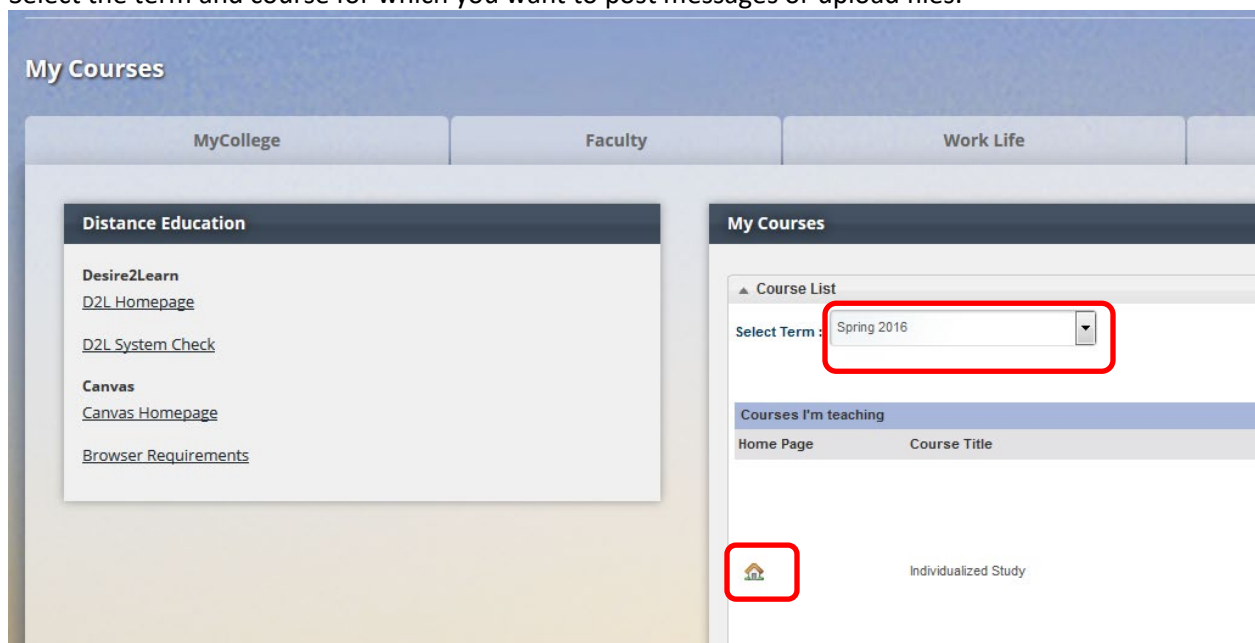 Select the term and course for which you want to post messages or upload files.
My Courses
MyCollege
Faculty
Work Life
Distance Education
Desire2Learn
D2L Homepage
D2L System Check
Canvas
Canvas Homepage
Browser Requirements
My Courses
Course List
Select Term :
Spring 2016
Courses I'm teaching
Home Page
Course Title
Individualized Study